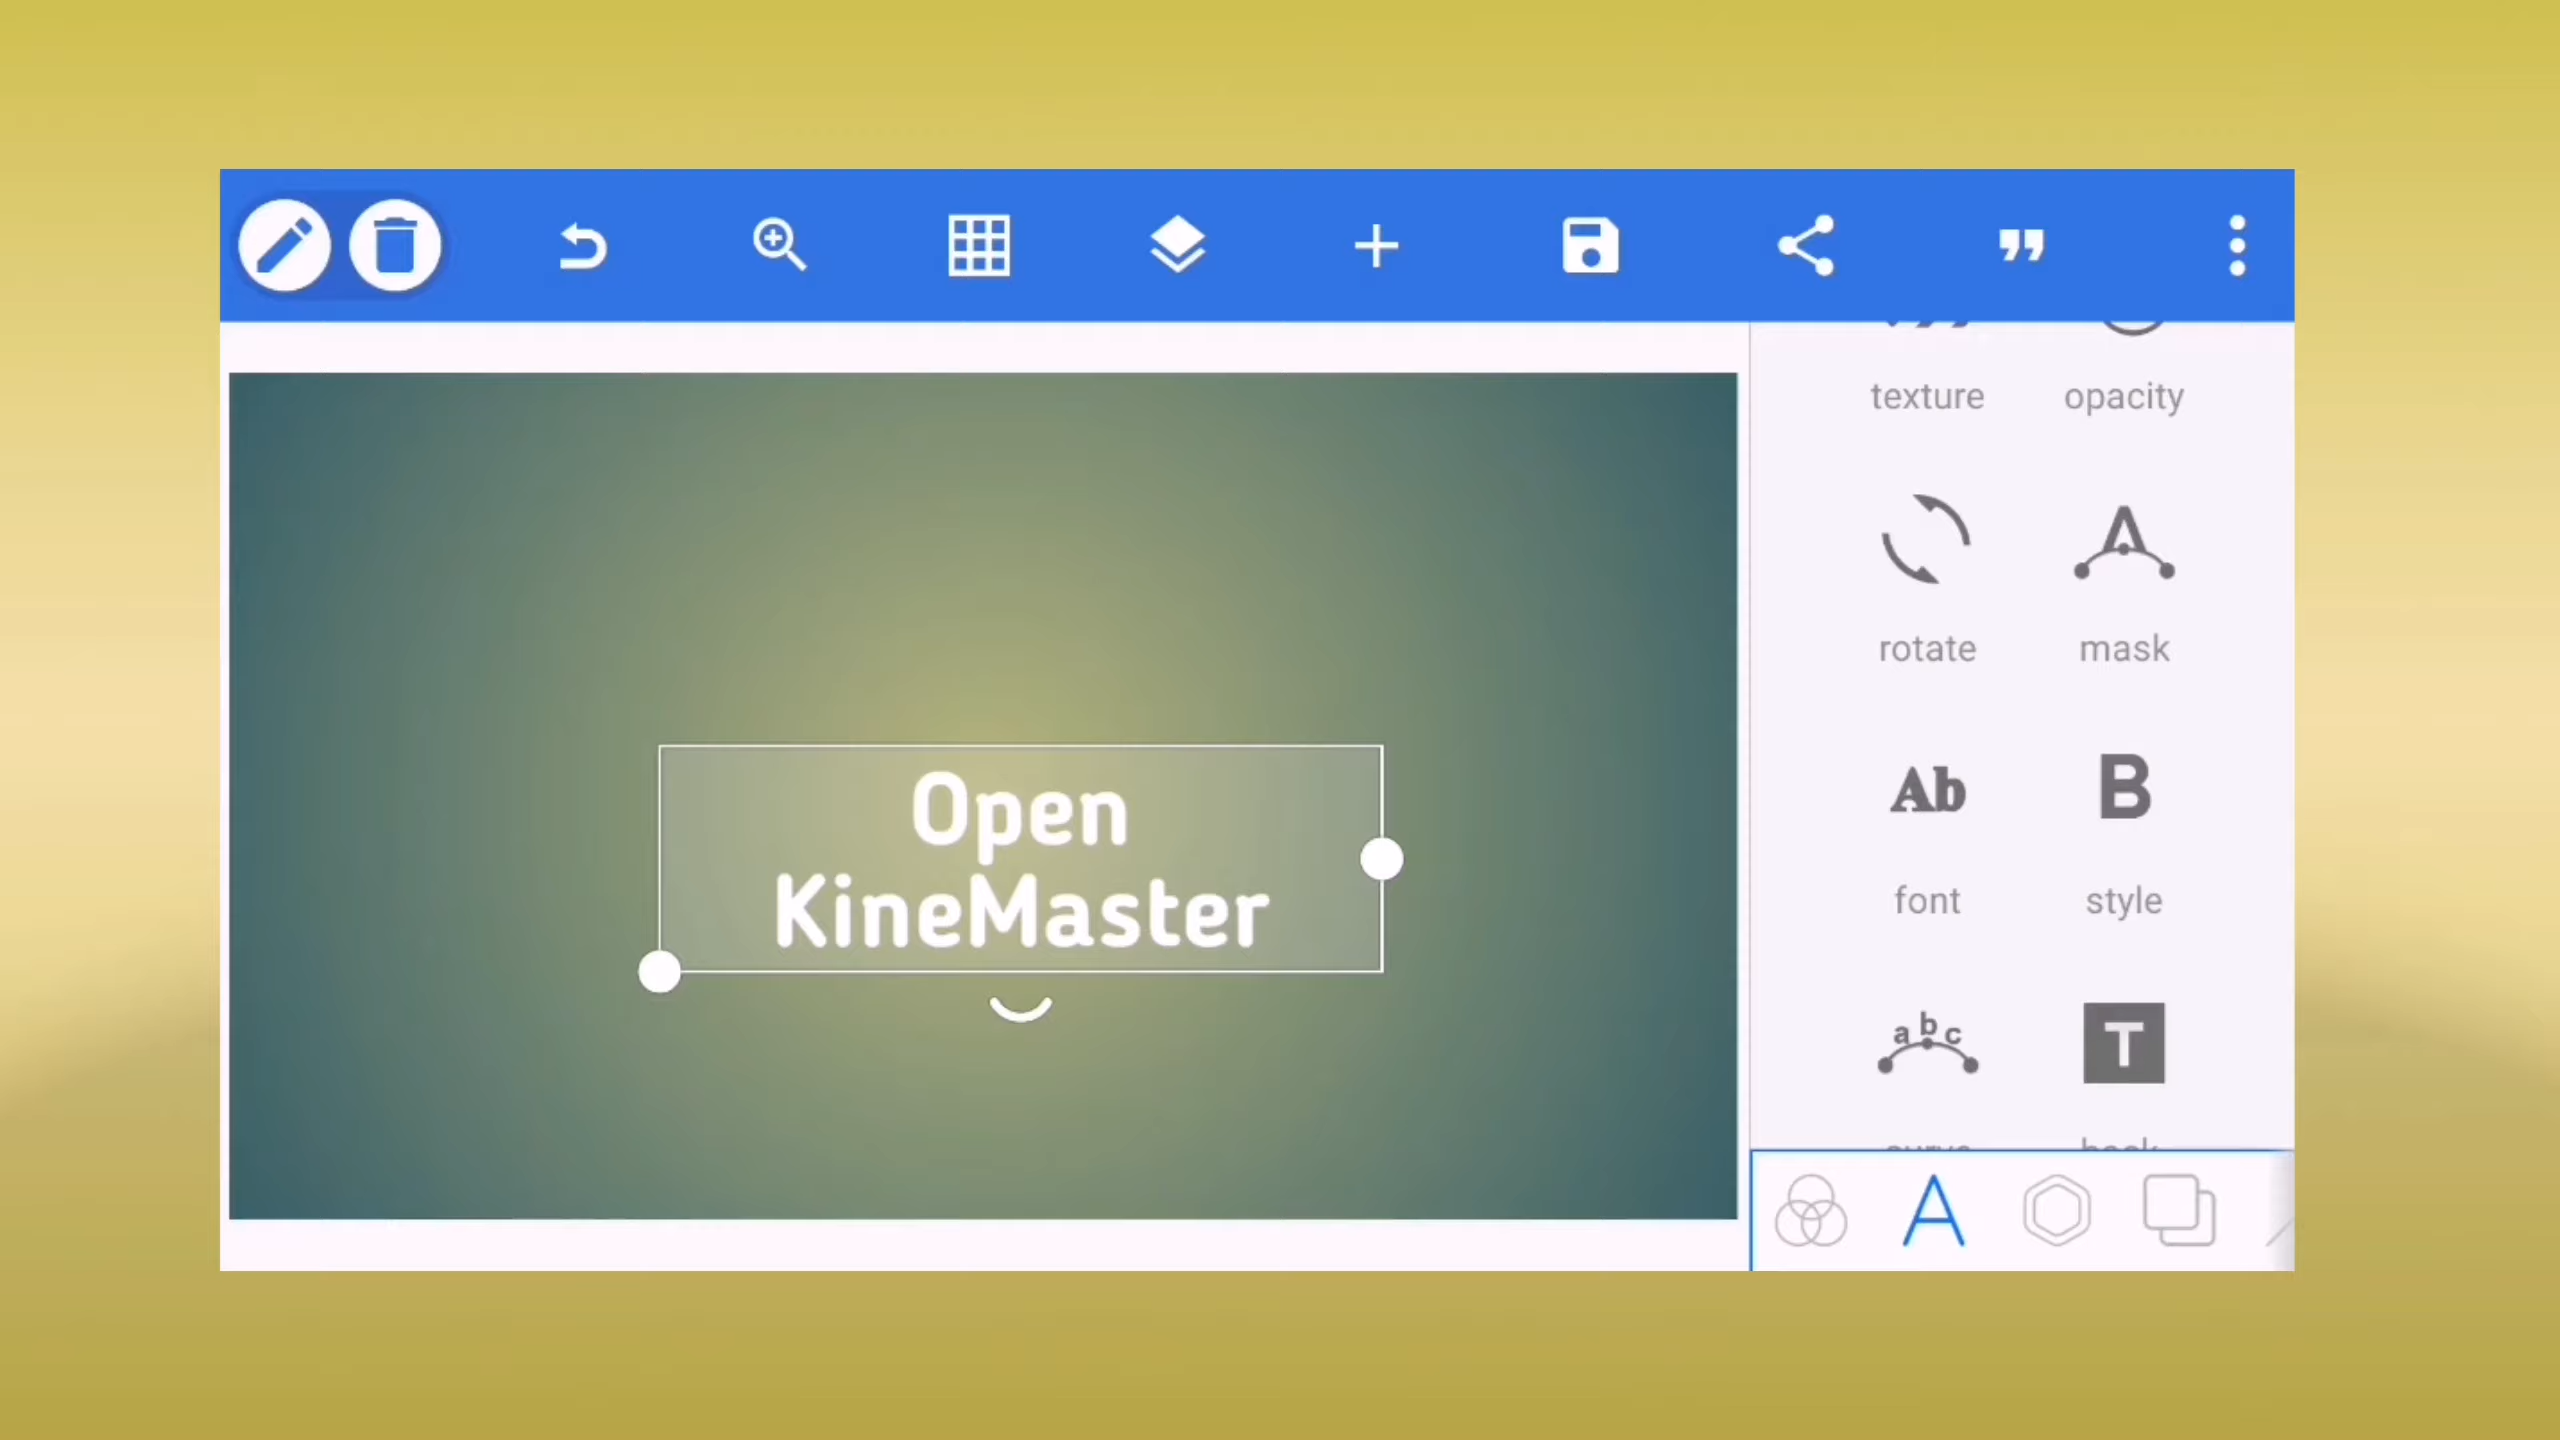 texture opacity
rotate mask
Open
KineMaster
Ab B
font style
abc T